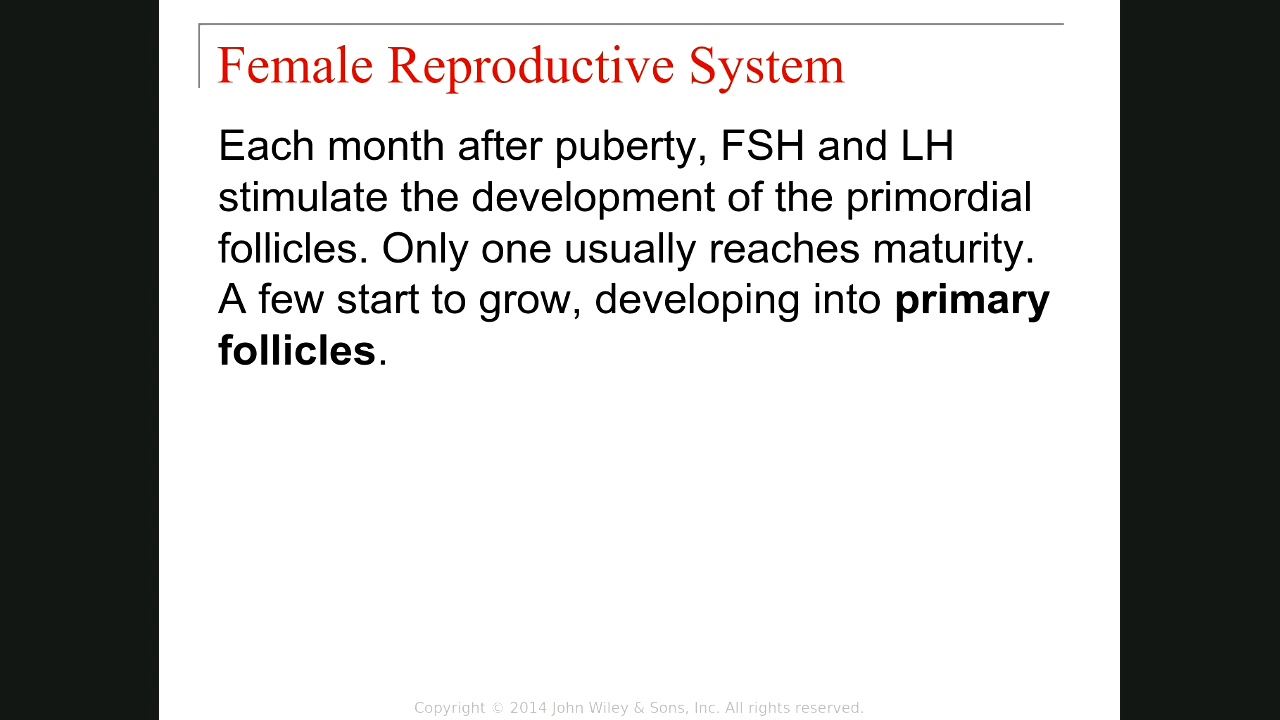 Female Reproductive System
Each month after puberty, FSH and LH
stimulate the development of the primordial
follicles. Only one usually reaches maturity.
A few start to grow, developing into primary
follicles.
Copyright © 2014 John Wiley & Sons, Inc. All rights reserved.